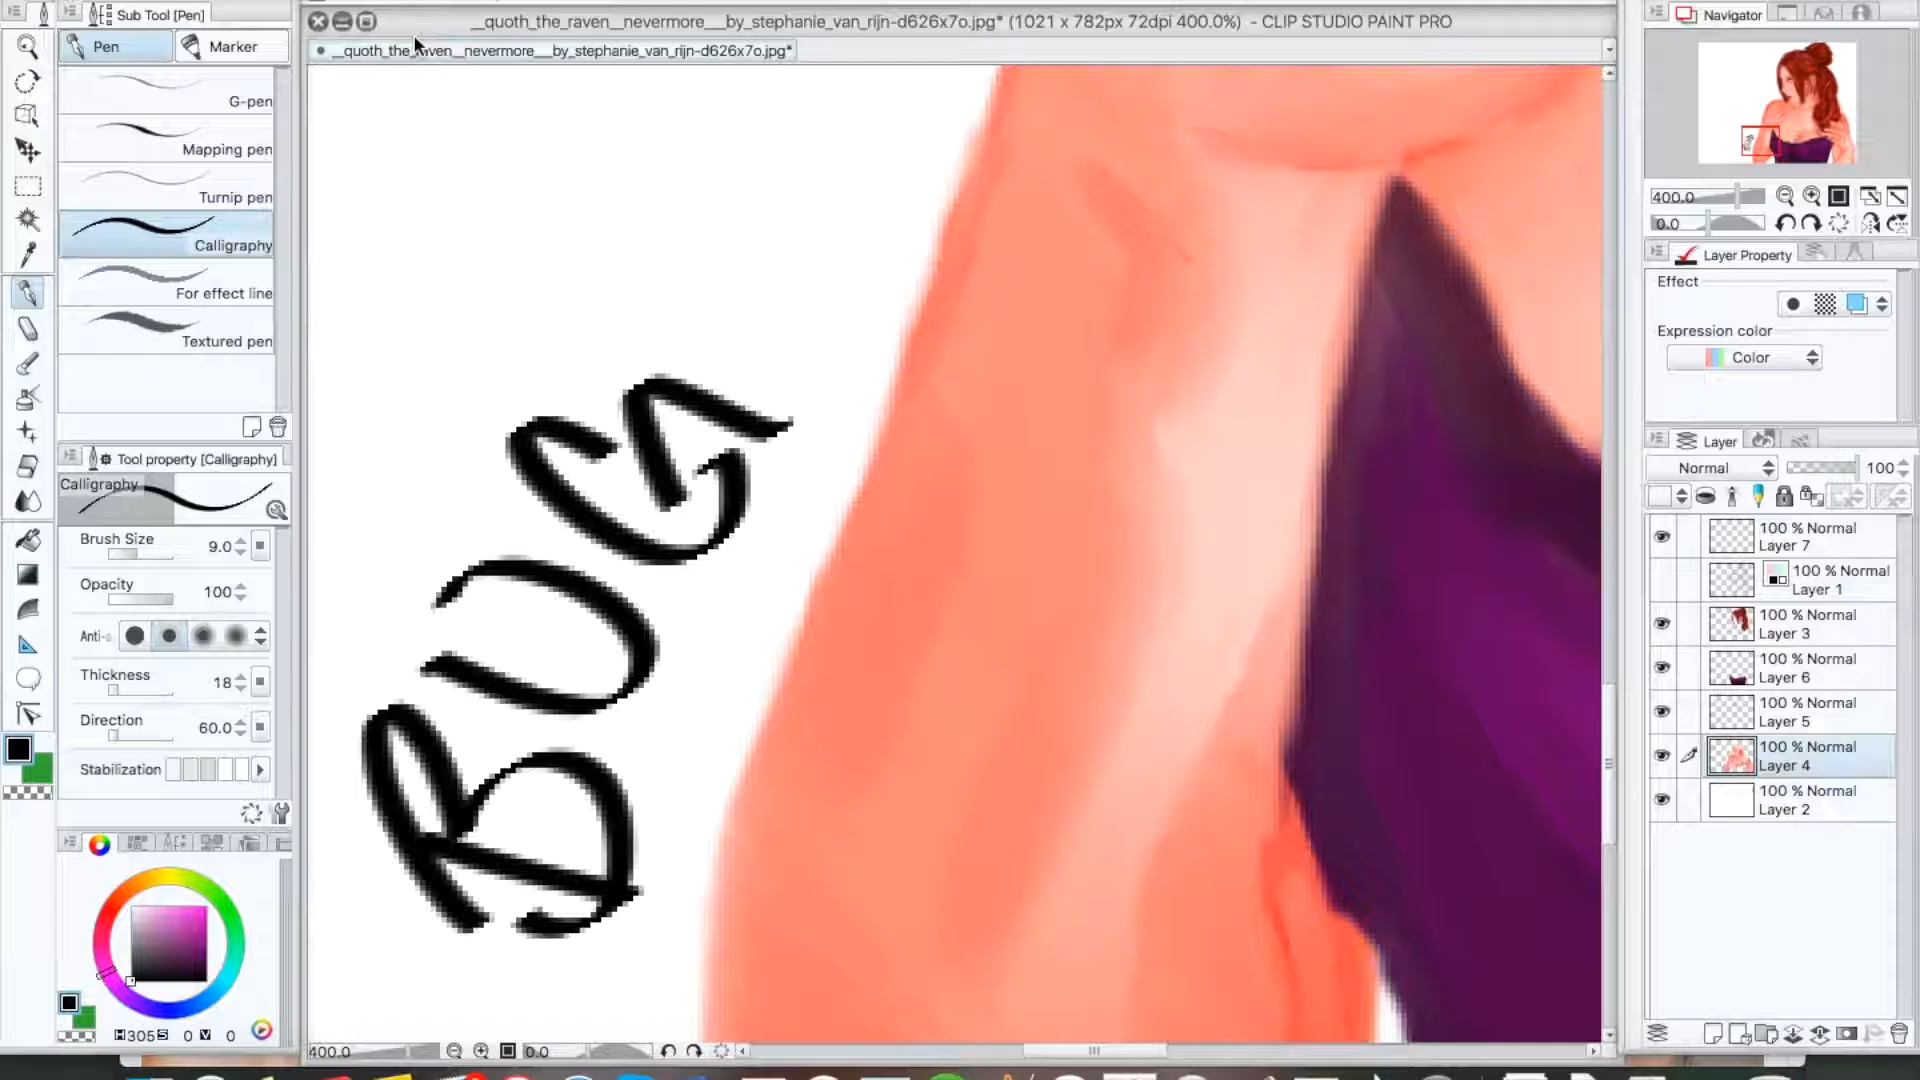 Sub Tool [Pen]
__quoth_the_raven__nevermore__by_stephanie_van_rijn-d626x7o.jpg* (1021 x 782px 72dpi 400.0%) - CLIP STUDIO PAINT PRO
Navigator
Pen
Marker
G-pen
Mapping pen
Turnip pen
Calligraphy
For effect line
Textured pen
Tool property [Calligraphy]
Calligraphy
Brush Size 9.0
Opacity 100
Anti-
Thickness 18
Direction 60.0
Stabilization
H305 S 0 V 0
BUG
400.0 0.0
400.0
0.0
Layer Property
Effect
Expression color
Color
Layer
Normal 100
100 % Normal
Layer 7
100 % Normal
Layer 1
100 % Normal
Layer 3
100 % Normal
Layer 6
100 % Normal
Layer 5
100 % Normal
Layer 4
100 % Normal
Layer 2